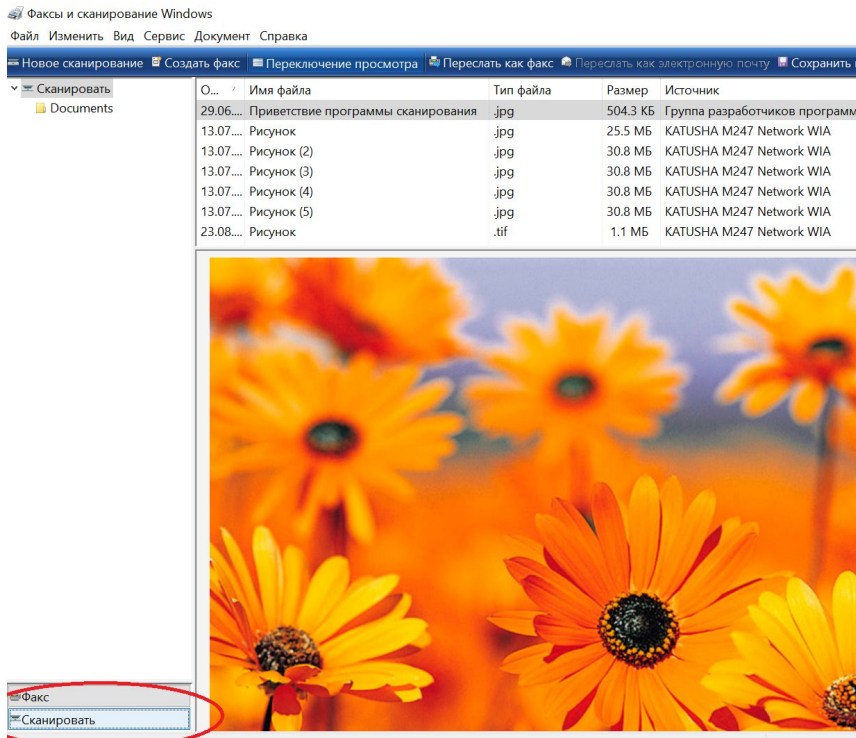 Факсы и сканирование Windows
Файл Изменить Вид Сервис Документ Справка
Новое сканирование Создать факс Переключение просмотра Переслать как факс Переслать как электронную почту Сохранить
Сканировать
Documents
О... Имя файла Тип файла Размер Источник
29.06.... Приветствие программы сканирования .jpg 504.3 КБ Группа разработчиков программ
13.07.... Рисунок .jpg 25.5 МБ KATUSHA M247 Network WIA
13.07.... Рисунок (2) .jpg 30.8 МБ KATUSHA M247 Network WIA
13.07.... Рисунок (3) .jpg 30.8 МБ KATUSHA M247 Network WIA
13.07.... Рисунок (4) .jpg 30.8 МБ KATUSHA M247 Network WIA
13.07.... Рисунок (5) .jpg 30.8 МБ KATUSHA M247 Network WIA
23.08.... Рисунок .tif 1.1 МБ KATUSHA M247 Network WIA
Факс
Сканировать